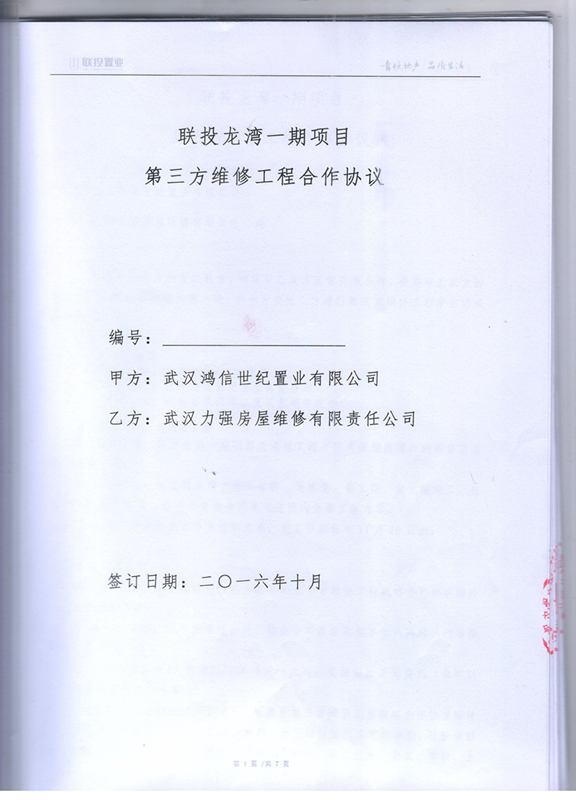 联投置业
品质生活
联投龙湾一期项目
第三方维修工程合作协议
编号：
甲方：武汉鸿信世纪置业有限公司
乙方：武汉力强房屋维修有限责任公司
签订日期：二〇一六年十月
第1页/共7页